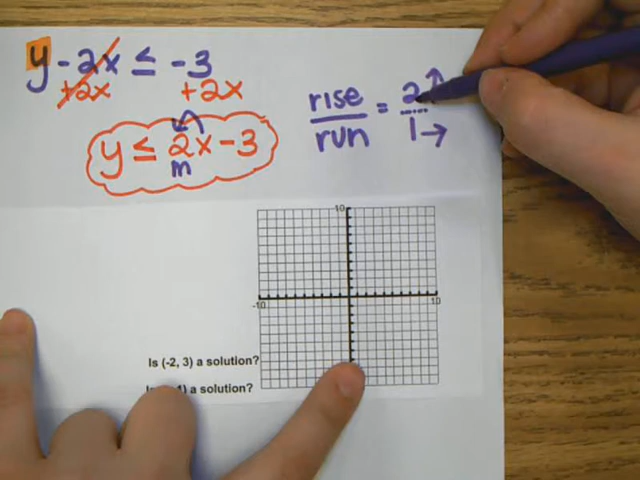 y - 2x ≤ -3
+2x +2x
y ≤ 2x - 3
m
rise = 2 ↑
run 1 →
10
-10 10
Is (-2, 3) a solution?
) a solution?